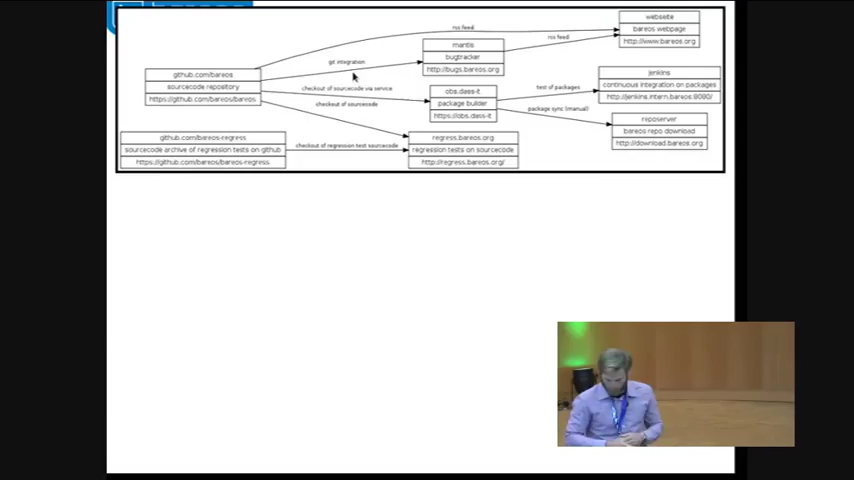 rss feed
webseite
bareos webpage
http://www.bareos.org
rss feed
mantis
bugtracker
http://bugs.bareos.org
git integration
github.com/bareos
sourcecode repository
https://github.com/bareos/bareos
checkout of sourcecode via service
checkout of sourcecode
obs.dass-it
package builder
https://obs.dass-it
test of packages
package sync (manual)
jenkins
continuous integration on packages
http://jenkins.intern.bareos:8080/
reposerver
bareos repo download
http://download.bareos.org
github.com/bareos-regress
sourcecode archive of regression tests on github
https://github.com/bareos/bareos-regress
checkout of regression test sourcecode
regress.bareos.org
regression tests on sourcecode
http://regress.bareos.org/